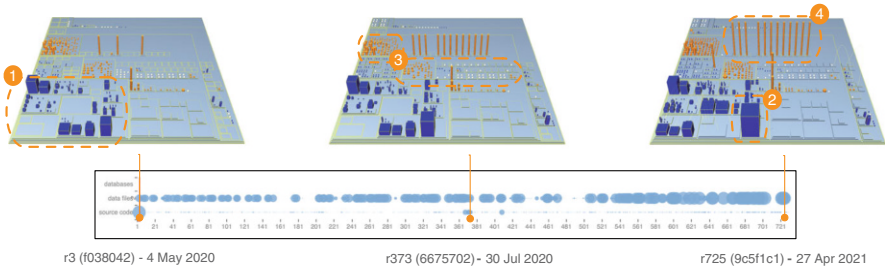 4
3
1
2
databases
data files
source code
1 21 41 61 81 101 121 141 161 181 201 221 241 261 281 301 321 341 361 381 401 421 441 461 481 501 521 541 561 581 601 621 641 661 681 701 721
r3 (f038042) - 4 May 2020
r373 (6675702) - 30 Jul 2020
r725 (9c5f1c1) - 27 Apr 2021